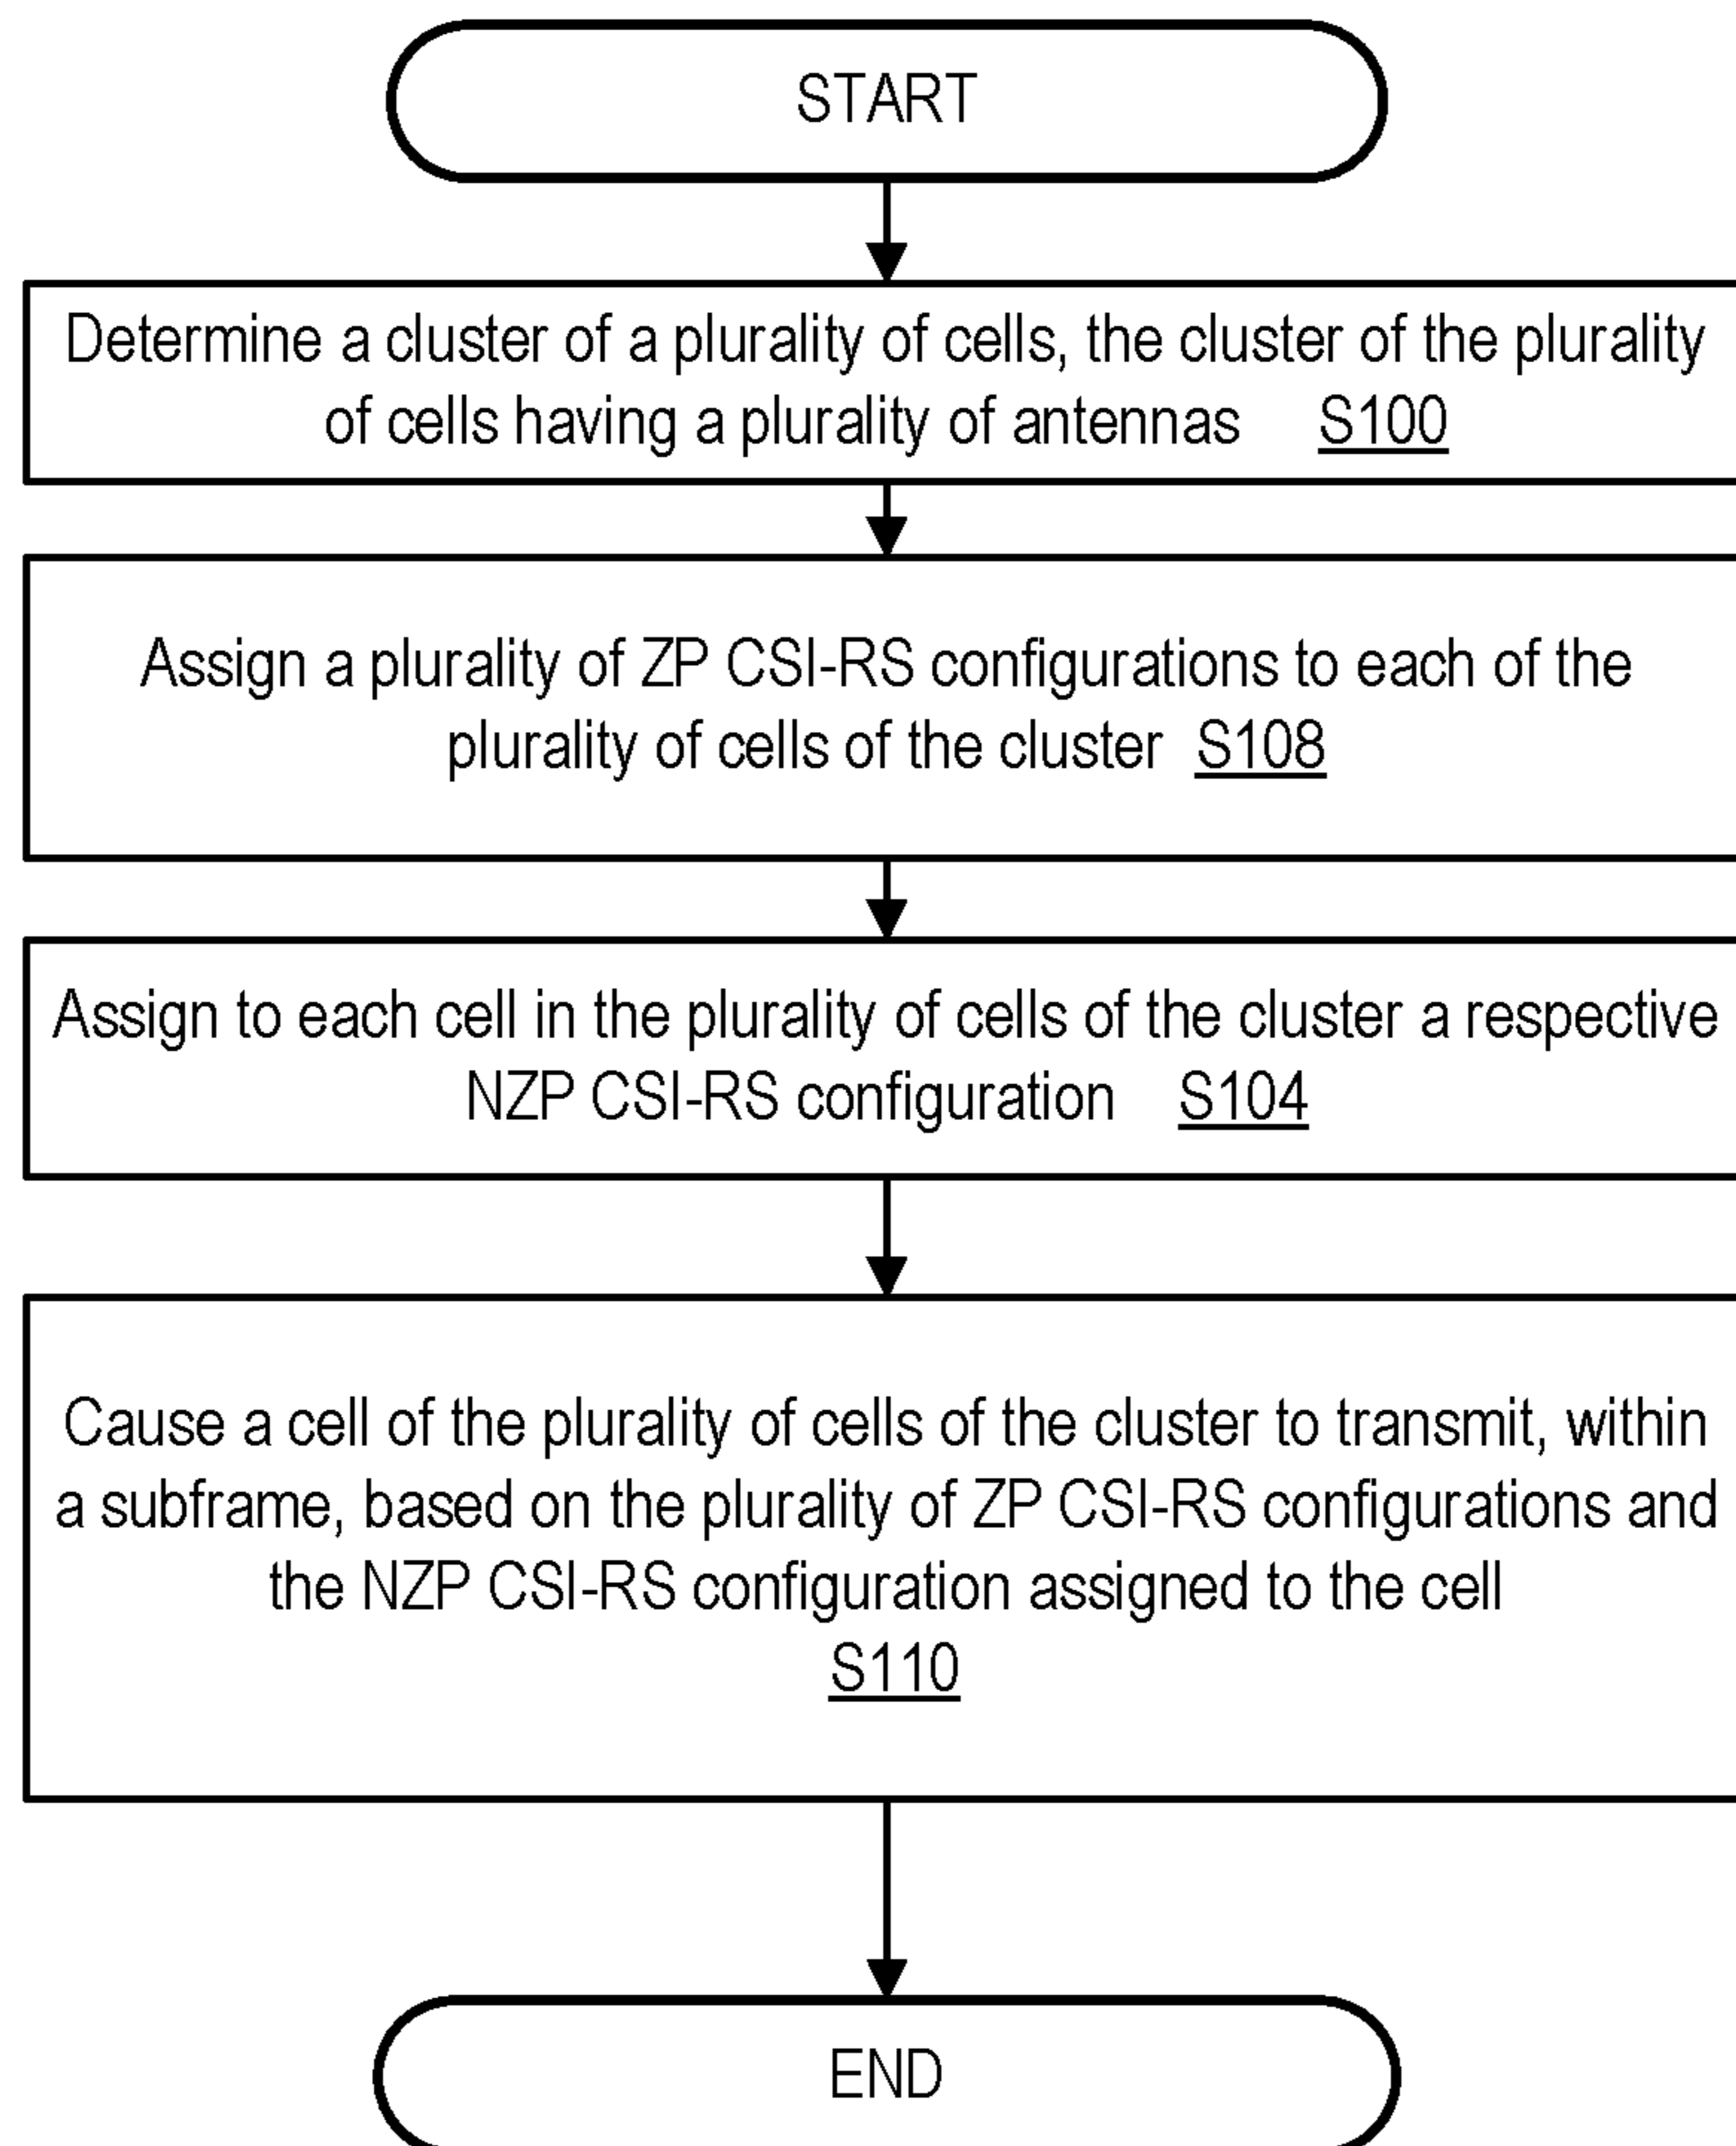 START
Determine a cluster of a plurality of cells, the cluster of the plurality
of cells having a plurality of antennas S100
Assign a plurality of ZP CSI-RS configurations to each of the
plurality of cells of the cluster S108
Assign to each cell in the plurality of cells of the cluster a respective
NZP CSI-RS configuration S104
Cause a cell of the plurality of cells of the cluster to transmit, within
a subframe, based on the plurality of ZP CSI-RS configurations and
the NZP CSI-RS configuration assigned to the cell
S110
END